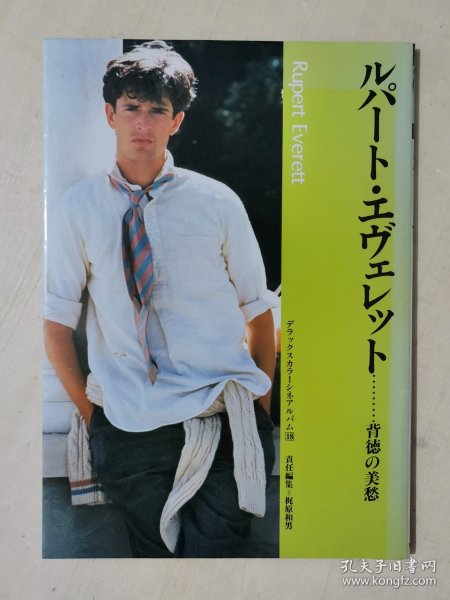 ルパート・エヴェレット………背徳の美愁
Rupert Everett
デラックスカラーシネアルバム18
責任編集=梶原和男
孔夫子旧书网
www.kongfz.com